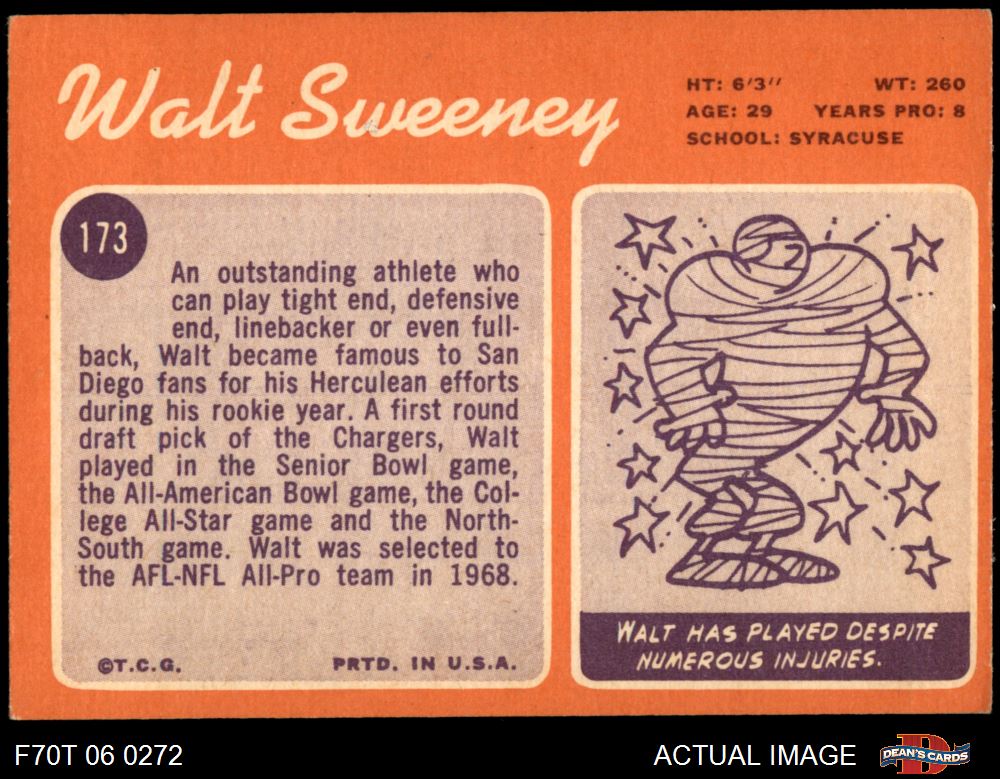 Walt Sweeney
HT: 6'3'' WT: 260
AGE: 29 YEARS PRO: 8
SCHOOL: SYRACUSE
173
An outstanding athlete who
can play tight end, defensive
end, linebacker or even full-
back, Walt became famous to San
Diego fans for his Herculean efforts
during his rookie year. A first round
draft pick of the Chargers, Walt
played in the Senior Bowl game,
the All-American Bowl game, the Col-
lege All-Star game and the North-
South game. Walt was selected to
the AFL-NFL All-Pro team in 1968.
©T.C.G. PRTD. IN U.S.A.
WALT HAS PLAYED DESPITE
NUMEROUS INJURIES.
F70T 06 0272 ACTUAL IMAGE
DEAN'S CARDS